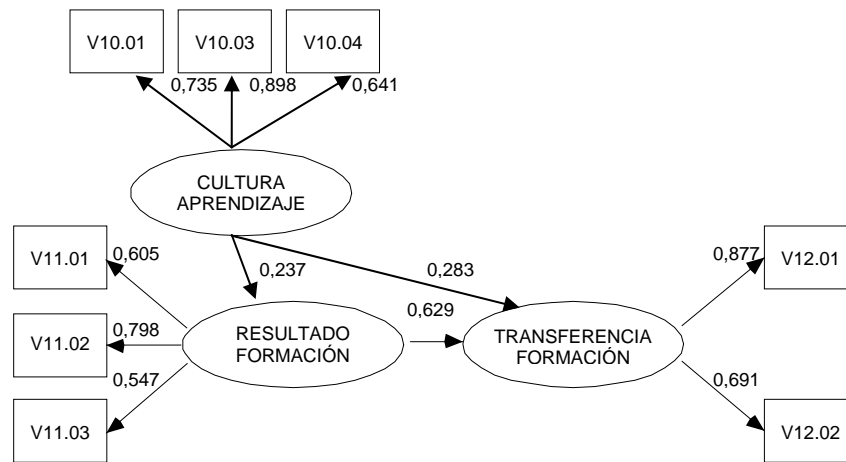 V10.01 V10.03 V10.04
0,735 0,898 0,641
CULTURA
APRENDIZAJE
V11.01 0,605 0,877 V12.01
0,237 0,283
0,629
V11.02 0,798 RESULTADO TRANSFERENCIA
FORMACIÓN FORMACIÓN
0,547 0,691
V11.03 V12.02